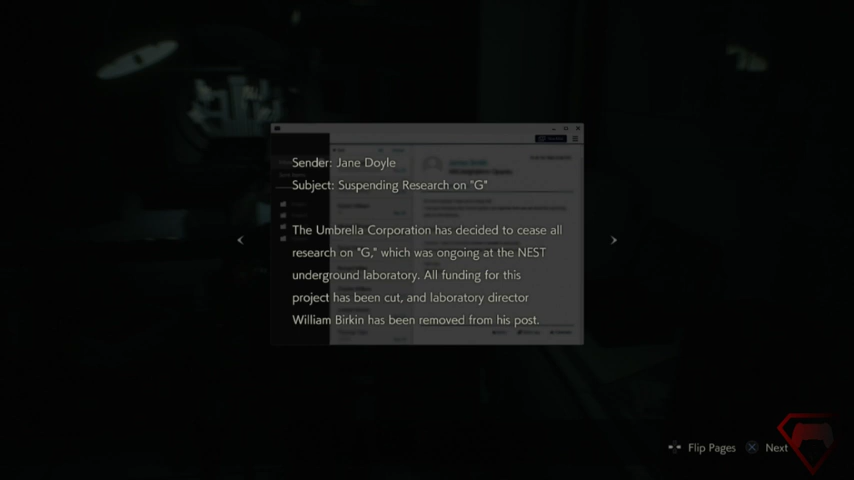 Sender: Jane Doyle
Subject: Suspending Research on "G"
The Umbrella Corporation has decided to cease all
research on "G," which was ongoing at the NEST
underground laboratory. All funding for this
project has been cut, and laboratory director
William Birkin has been removed from his post.
Flip Pages
Next